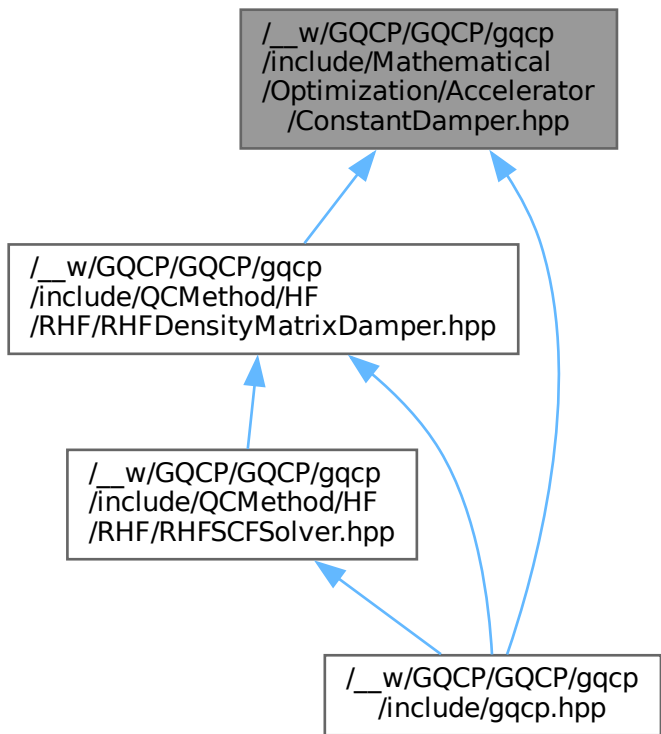 /__w/GQCP/GQCP/gqcp
/include/Mathematical
/Optimization/Accelerator
/ConstantDamper.hpp
/__w/GQCP/GQCP/gqcp
/include/QCMethod/HF
/RHF/RHFDensityMatrixDamper.hpp
/__w/GQCP/GQCP/gqcp
/include/QCMethod/HF
/RHF/RHFSCFSolver.hpp
/__w/GQCP/GQCP/gqcp
/include/gqcp.hpp